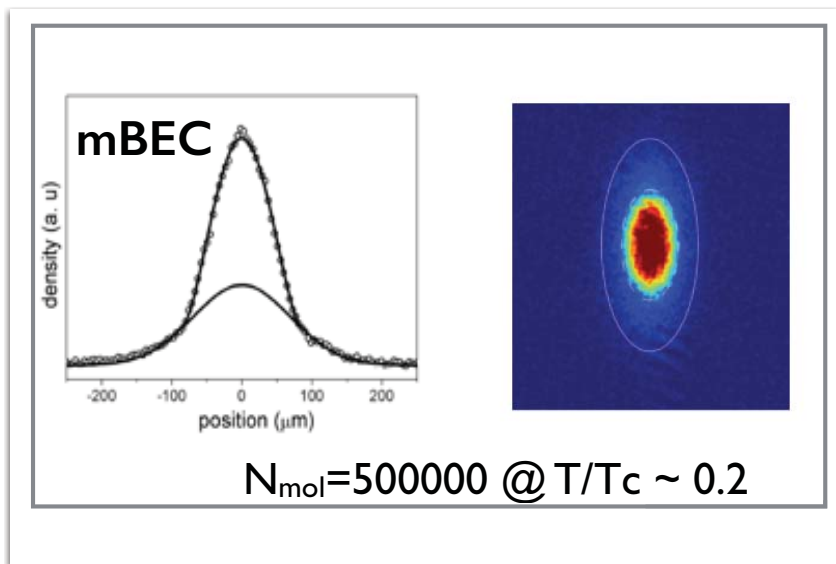 mBEC
density (a. u)
-200 -100 0 100 200
position (μm)
Nmol=500000 @ T/Tc ~ 0.2